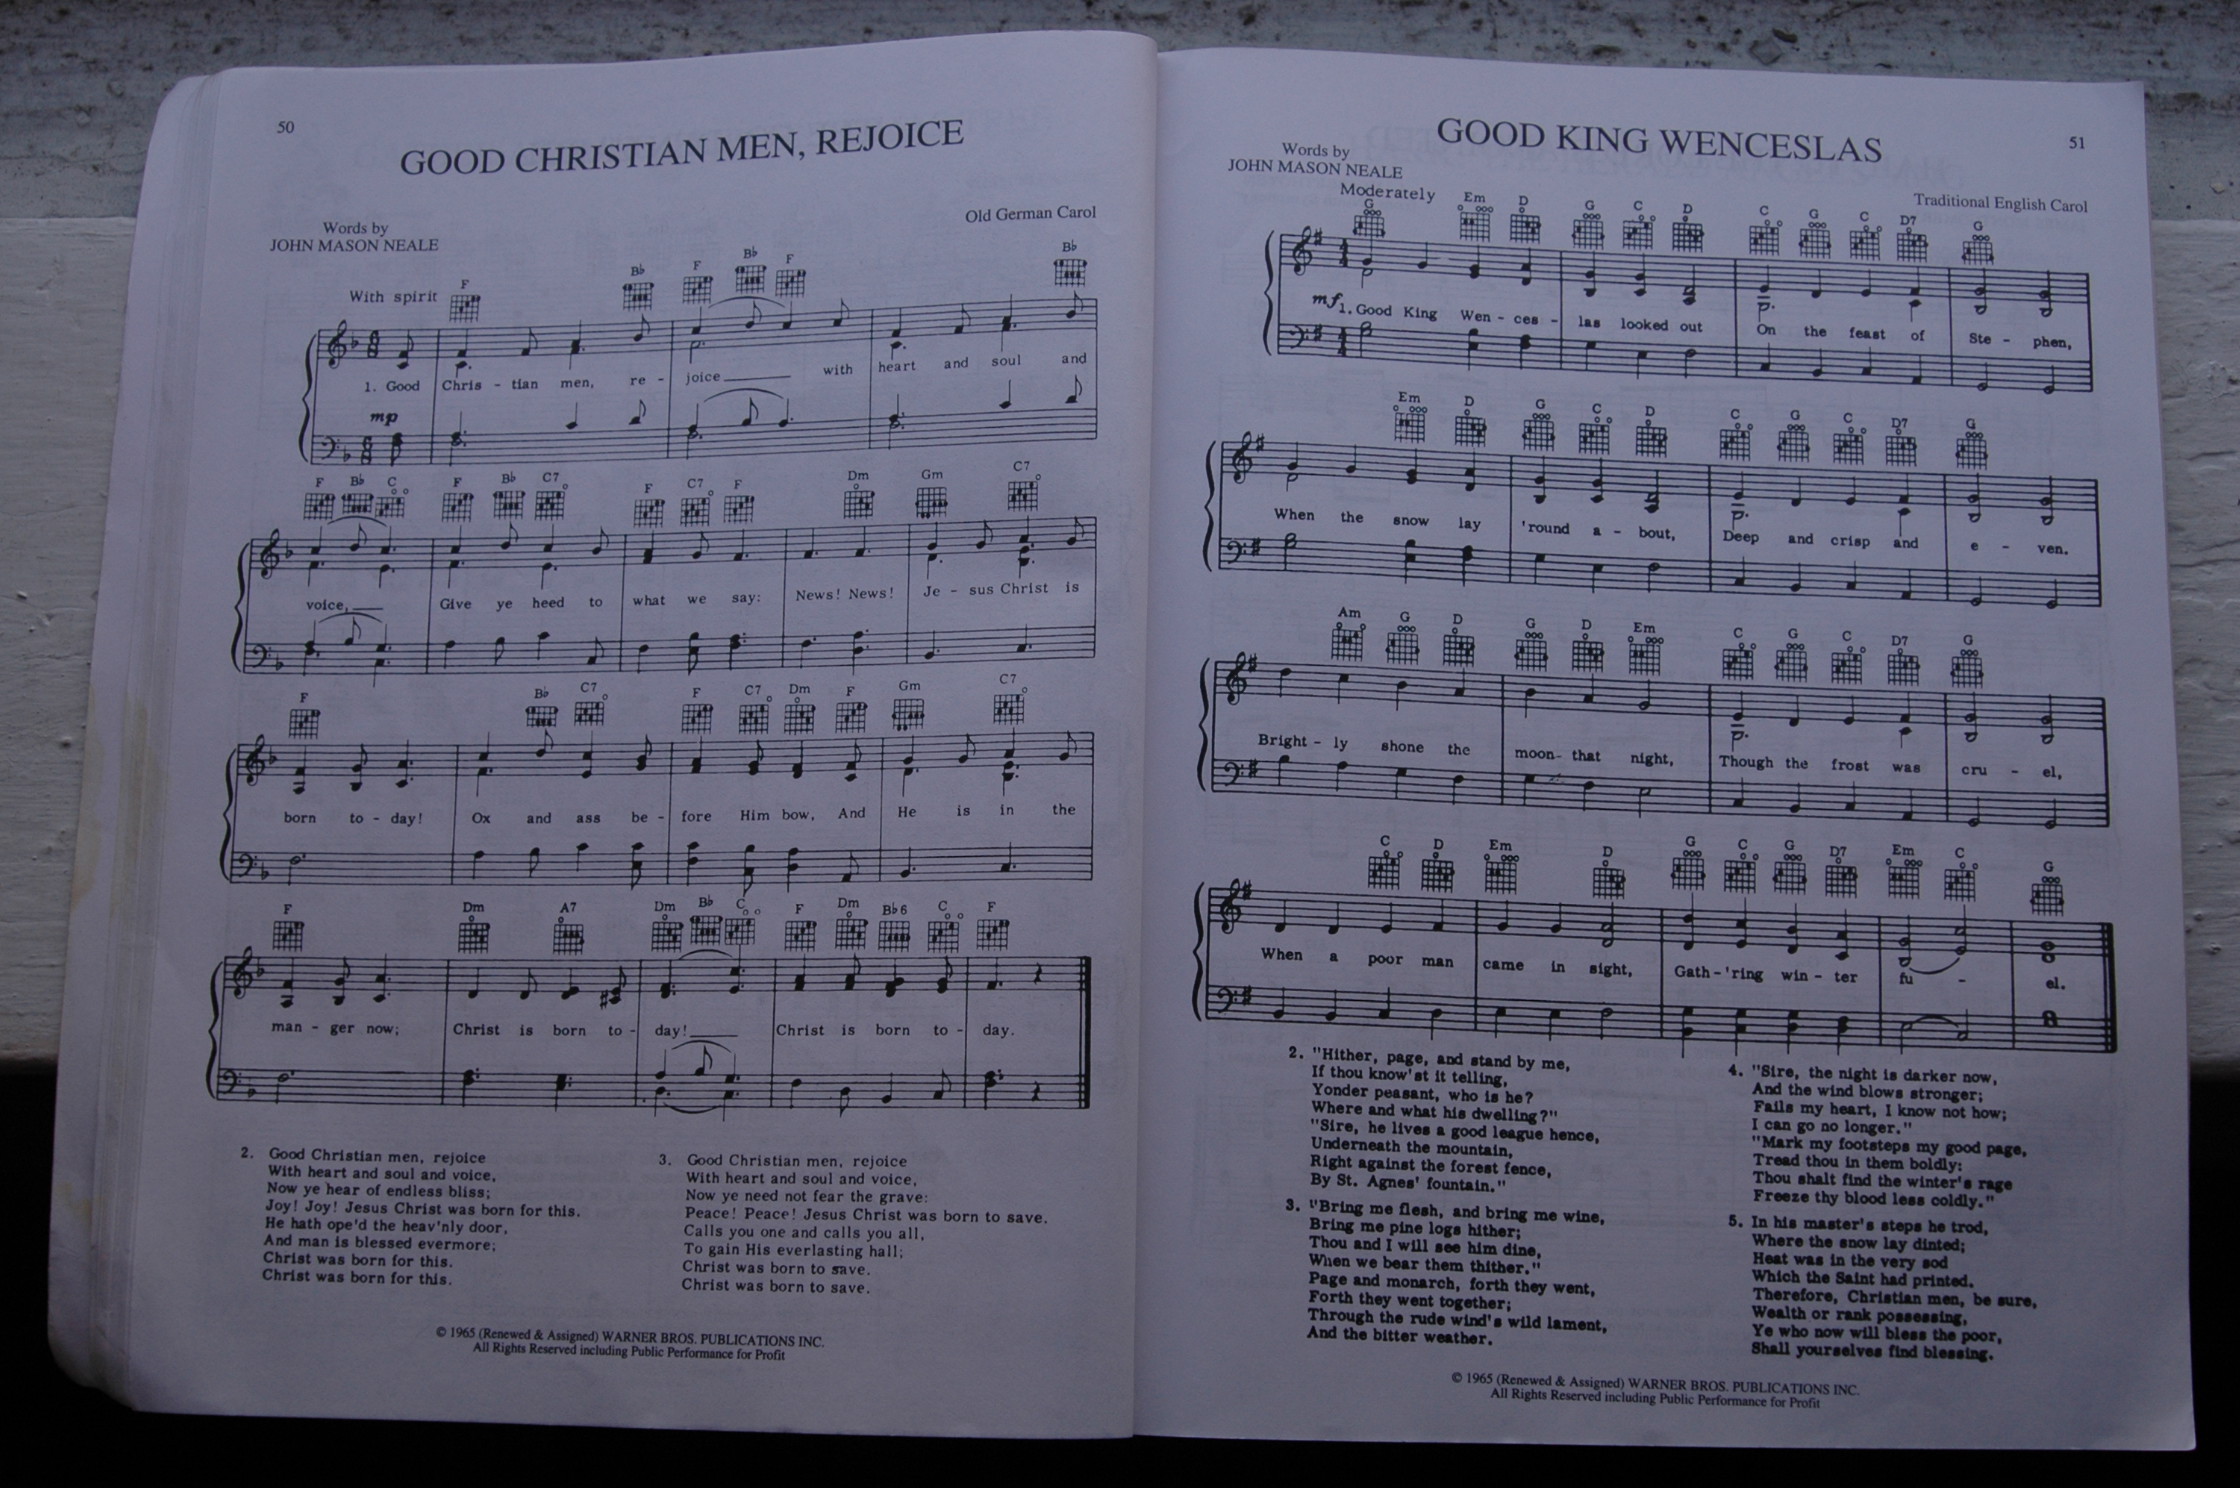 50
GOOD CHRISTIAN MEN, REJOICE
Words by
JOHN MASON NEALE
Old German Carol
With spirit
F B♭ F B♭ F B♭
1. Good Chris - tian men, re - joice with heart and soul and
mp
F B♭ C F B♭ C7 F C7 F Dm Gm C7
voice, Give ye heed to what we say: News! News! Je - sus Christ is
F B♭ C7 F C7 Dm F Gm C7
born to - day! Ox and ass be - fore Him bow, And He is in the
F Dm A7 Dm B♭ C F Dm B♭6 C F
man - ger now; Christ is born to - day! Christ is born to - day.
2. Good Christian men, rejoice
With heart and soul and voice,
Now ye hear of endless bliss;
Joy! Joy! Jesus Christ was born for this.
He hath ope'd the heav'nly door,
And man is blessed evermore;
Christ was born for this.
Christ was born for this.
3. Good Christian men, rejoice
With heart and soul and voice,
Now ye need not fear the grave:
Peace! Peace! Jesus Christ was born to save.
Calls you one and calls you all,
To gain His everlasting hall;
Christ was born to save.
Christ was born to save.
© 1965 (Renewed & Assigned) WARNER BROS. PUBLICATIONS INC.
All Rights Reserved including Public Performance for Profit
51
GOOD KING WENCESLAS
Words by
JOHN MASON NEALE
Traditional English Carol
Moderately
G Em D G C D C G C D7 G
mf 1. Good King Wen - ces - las looked out On the feast of Ste - phen,
Em D G C D C G C D7 G
When the snow lay 'round a - bout, Deep and crisp and e - ven.
Am G D G D Em C G C D7 G
Bright - ly shone the moon - that night, Though the frost was cru - el,
C D Em D G C G D7 Em C G
When a poor man came in sight, Gath - 'ring win - ter fu - el.
2. "Hither, page, and stand by me,
If thou know'st it telling,
Yonder peasant, who is he?
Where and what his dwelling?"
"Sire, he lives a good league hence,
Underneath the mountain,
Right against the forest fence,
By St. Agnes' fountain."
3. "Bring me flesh, and bring me wine,
Bring me pine logs hither;
Thou and I will see him dine,
When we bear them thither."
Page and monarch, forth they went,
Forth they went together;
Through the rude wind's wild lament,
And the bitter weather.
4. "Sire, the night is darker now,
And the wind blows stronger;
Fails my heart, I know not how;
I can go no longer."
"Mark my footsteps my good page,
Tread thou in them boldly:
Thou shalt find the winter's rage
Freeze thy blood less coldly."
5. In his master's steps he trod,
Where the snow lay dinted;
Heat was in the very sod
Which the Saint had printed.
Therefore, Christian men, be sure,
Wealth or rank possessing,
Ye who now will bless the poor,
Shall yourselves find blessing.
© 1965 (Renewed & Assigned) WARNER BROS. PUBLICATIONS INC.
All Rights Reserved including Public Performance for Profit